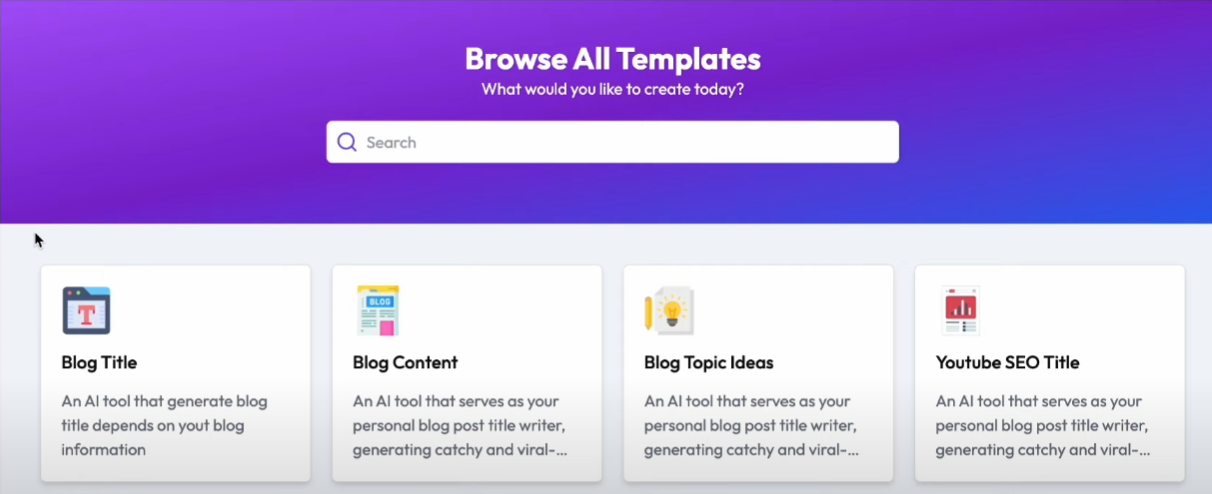 Browse All Templates
What would you like to create today?
Search
T
Blog Title
An AI tool that generate blog
title depends on yout blog
information
BLOG
Blog Content
An AI tool that serves as your
personal blog post title writer,
generating catchy and viral-...
Blog Topic Ideas
An AI tool that serves as your
personal blog post title writer,
generating catchy and viral-...
Youtube SEO Title
An AI tool that serves as your
personal blog post title writer,
generating catchy and viral-...